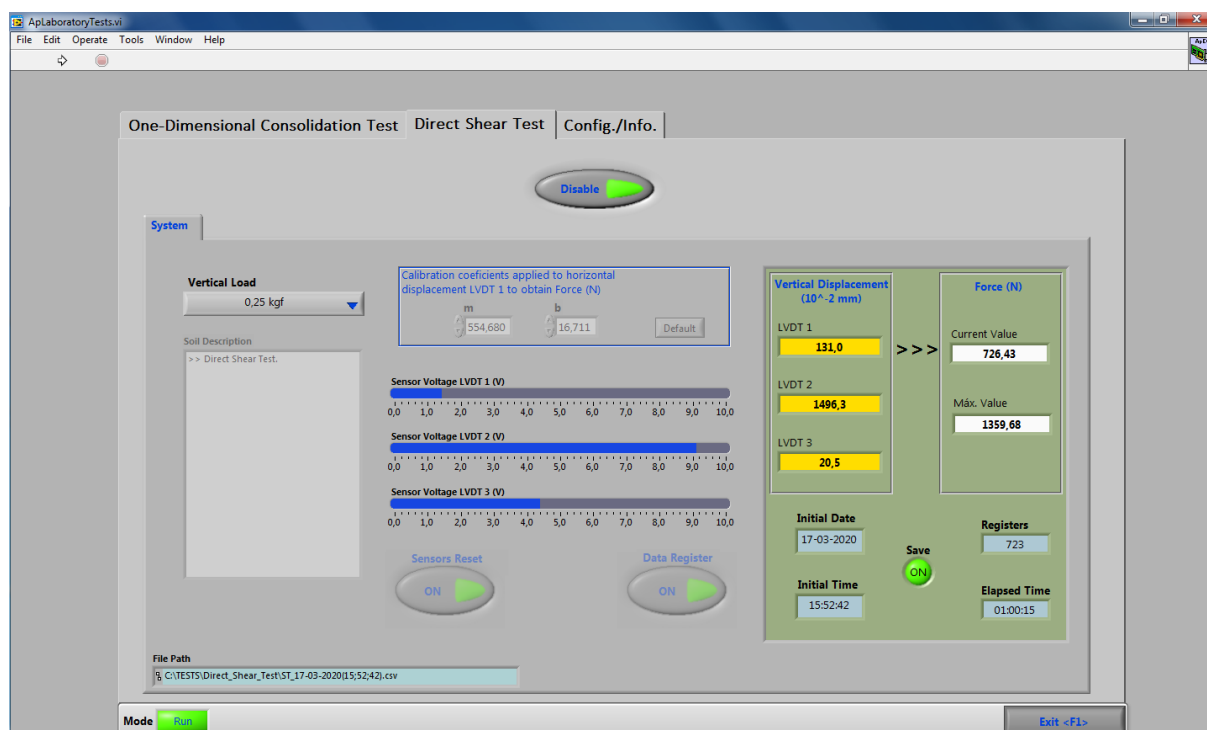 ApLaboratoryTests.vi
File Edit Operate Tools Window Help
One-Dimensional Consolidation Test Direct Shear Test Config./Info.
Disable
System
Vertical Load
0,25 kgf
Soil Description
>> Direct Shear Test.
Calibration coeficients applied to horizontal
displacement LVDT 1 to obtain Force (N)
m b
554,680 16,711 Default
Sensor Voltage LVDT 1 (V)
0,0 1,0 2,0 3,0 4,0 5,0 6,0 7,0 8,0 9,0 10,0
Sensor Voltage LVDT 2 (V)
0,0 1,0 2,0 3,0 4,0 5,0 6,0 7,0 8,0 9,0 10,0
Sensor Voltage LVDT 3 (V)
0,0 1,0 2,0 3,0 4,0 5,0 6,0 7,0 8,0 9,0 10,0
Sensors Reset Data Register
ON ON
Vertical Displacement
(10^-2 mm)
LVDT 1
131,0
LVDT 2
1496,3
LVDT 3
20,5
>>>
Force (N)
Current Value
726,43
Máx. Value
1359,68
Initial Date
17-03-2020
Initial Time
15:52:42
Save
ON
Registers
723
Elapsed Time
01:00:15
File Path
C:\TESTS\Direct_Shear_Test\ST_17-03-2020(15;52;42).csv
Mode Run Exit <F1>